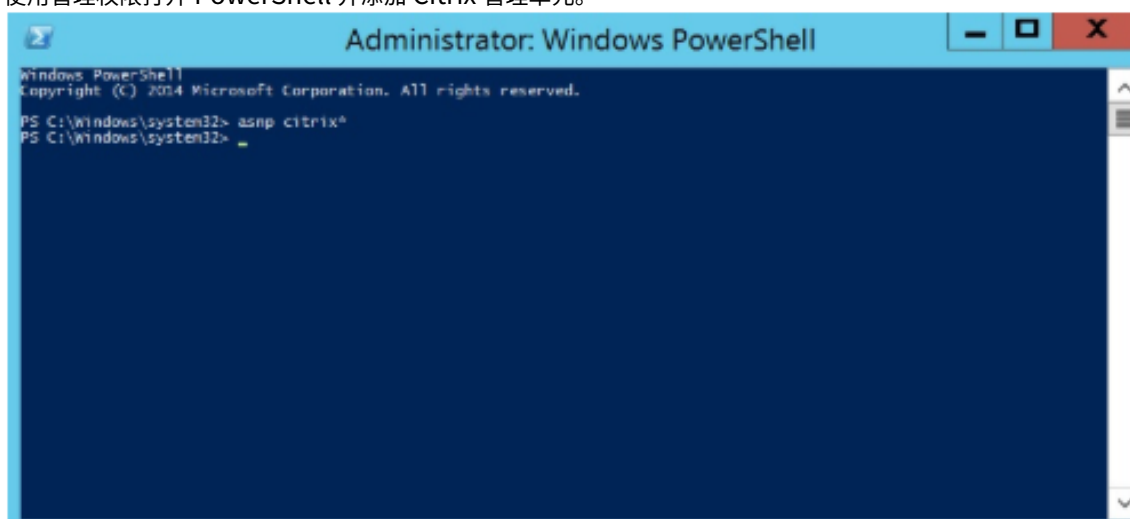 使用管理权限打开 PowerShell 并添加 Citrix 管理单元。
Administrator: Windows PowerShell
Windows PowerShell
Copyright (C) 2014 Microsoft Corporation. All rights reserved.
PS C:\Windows\system32> asnp citrix*
PS C:\Windows\system32> _